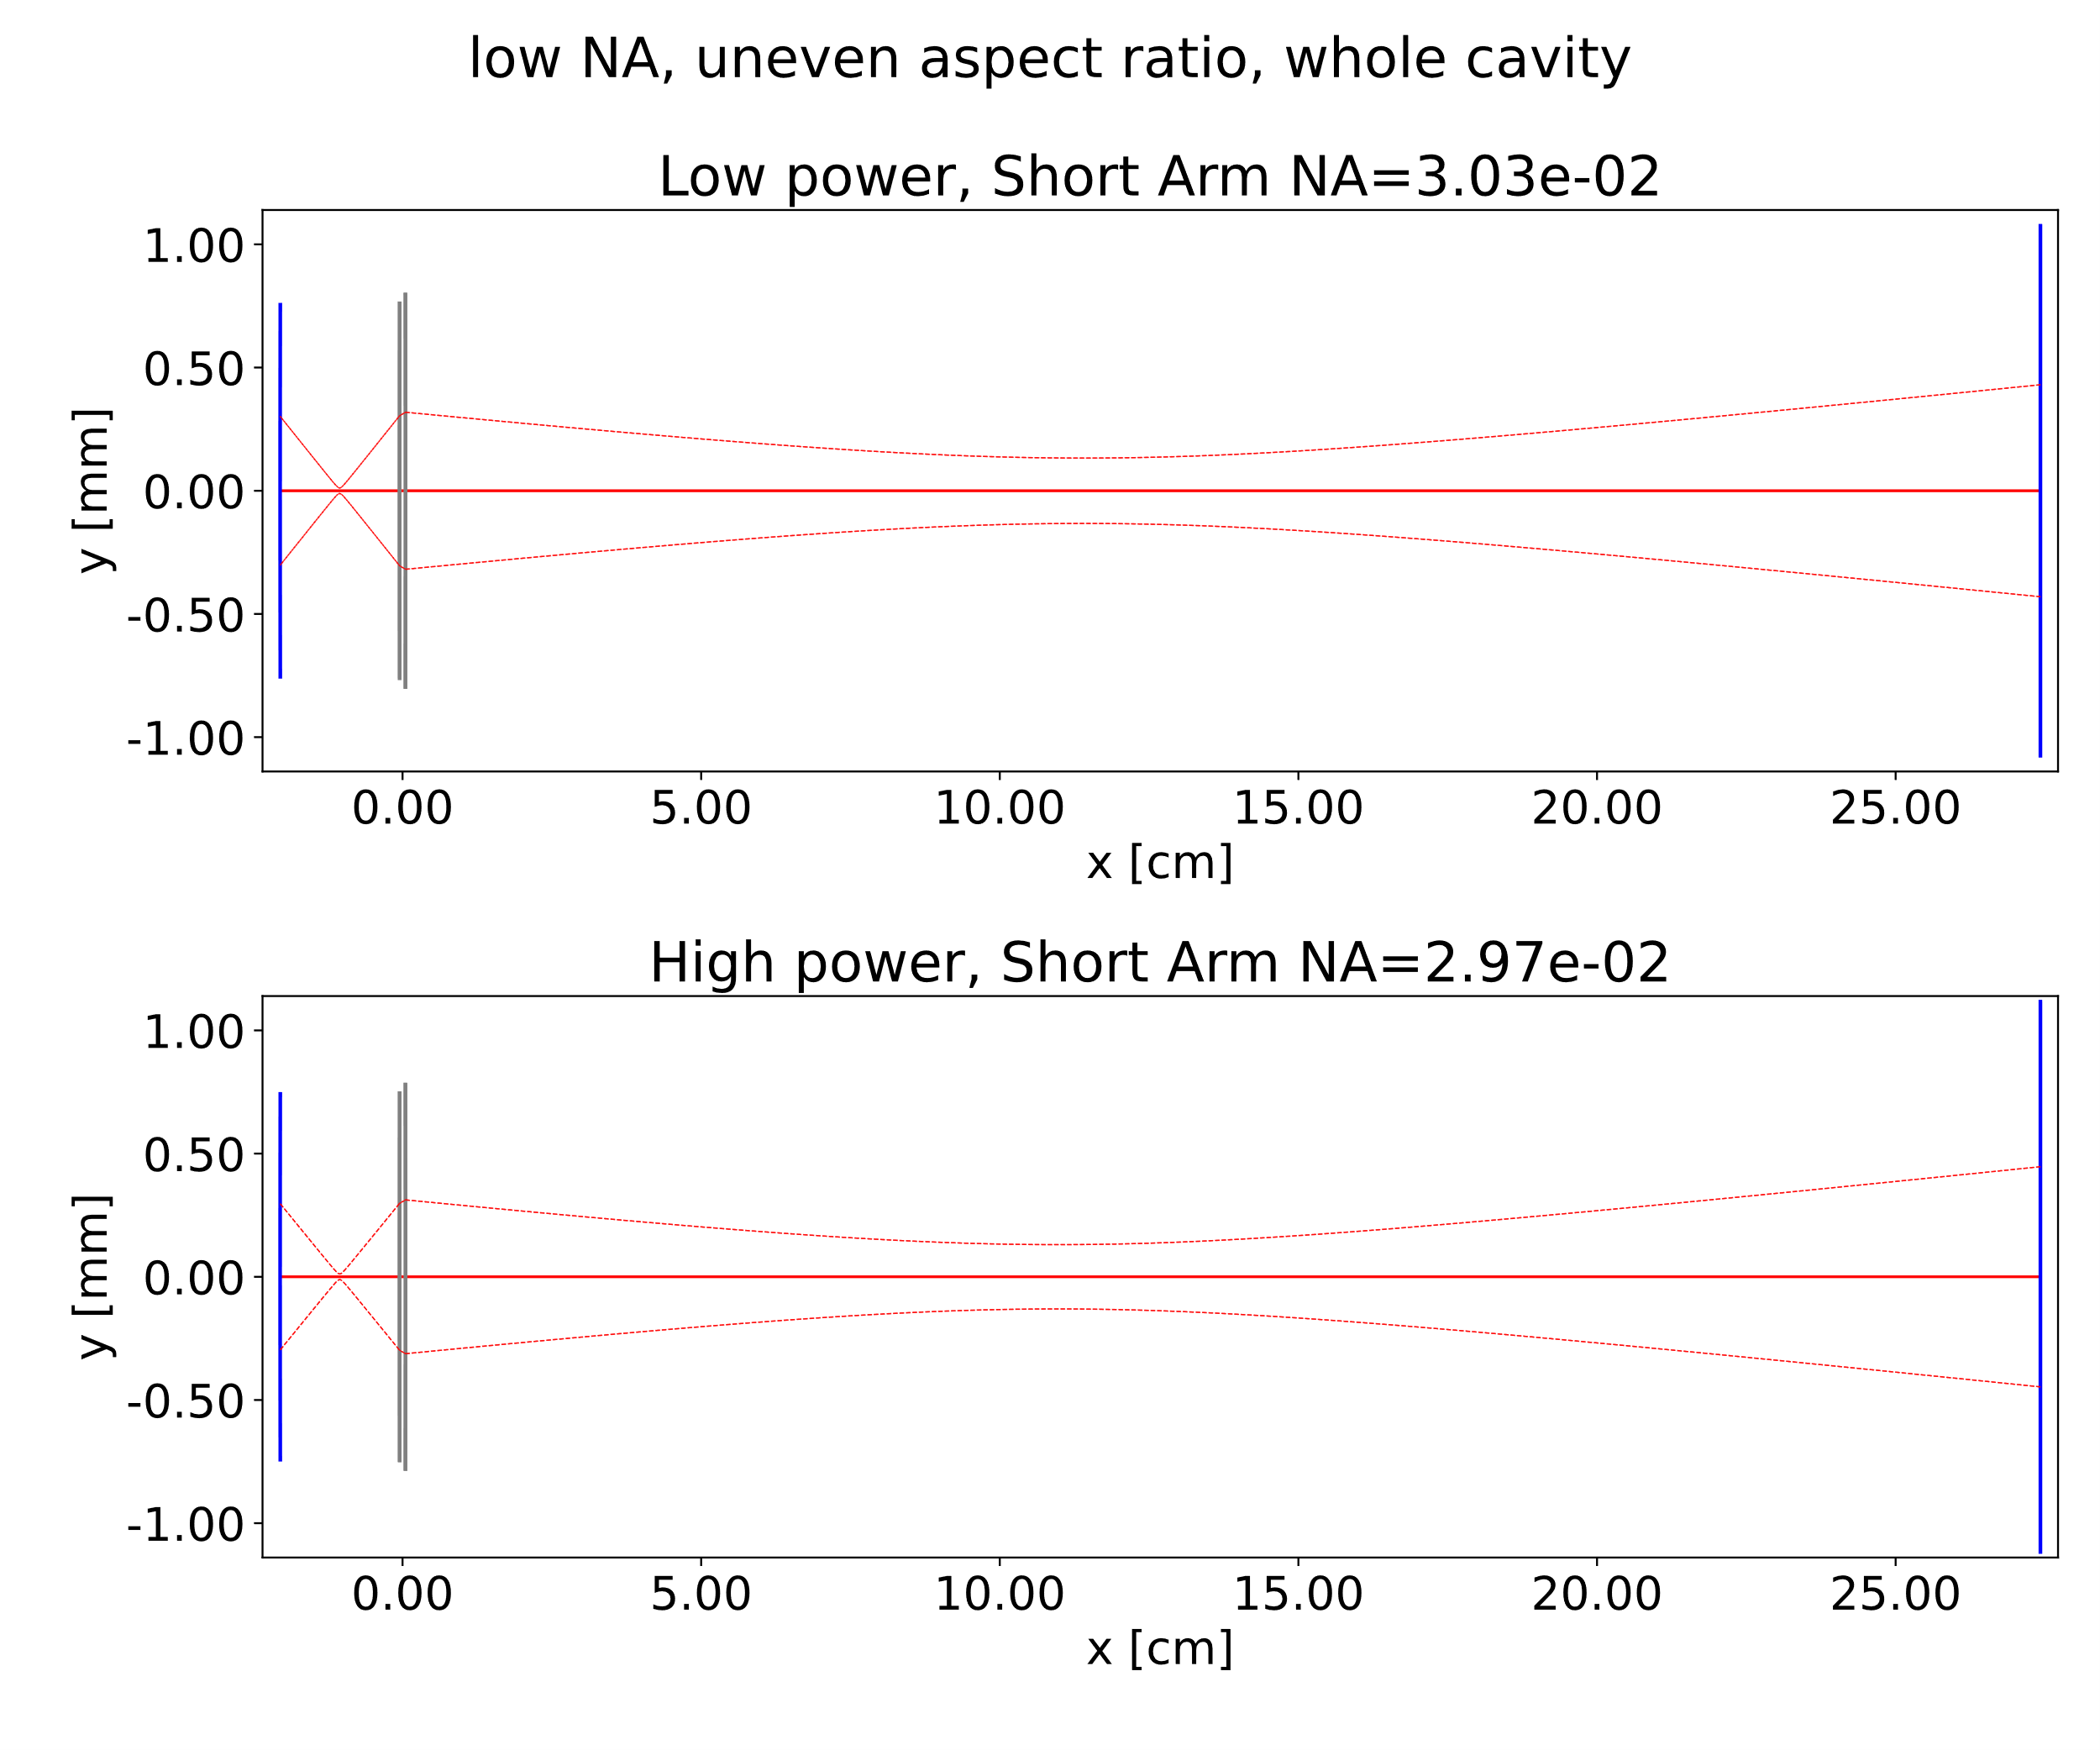 low NA, uneven aspect ratio, whole cavity
Low power, Short Arm NA=3.03e-02
1.00
0.50
0.00
-0.50
-1.00
y [mm]
0.00 5.00 10.00 15.00 20.00 25.00
x [cm]
High power, Short Arm NA=2.97e-02
1.00
0.50
0.00
-0.50
-1.00
y [mm]
0.00 5.00 10.00 15.00 20.00 25.00
x [cm]